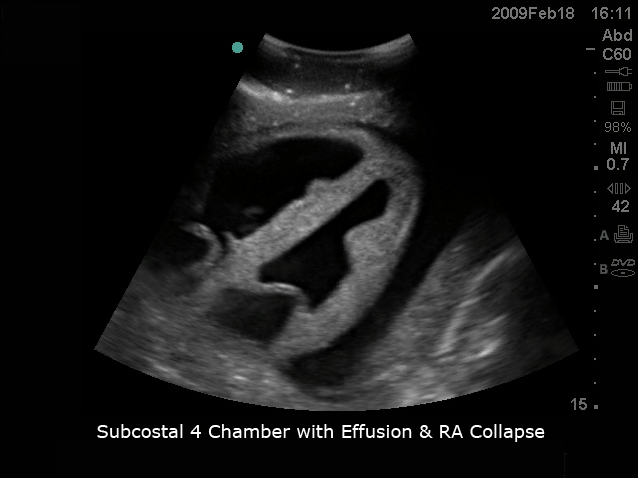 2009Feb18 16:11
Abd
C60
98%
MI
0.7
42
A
B DVD
15
Subcostal 4 Chamber with Effusion & RA Collapse